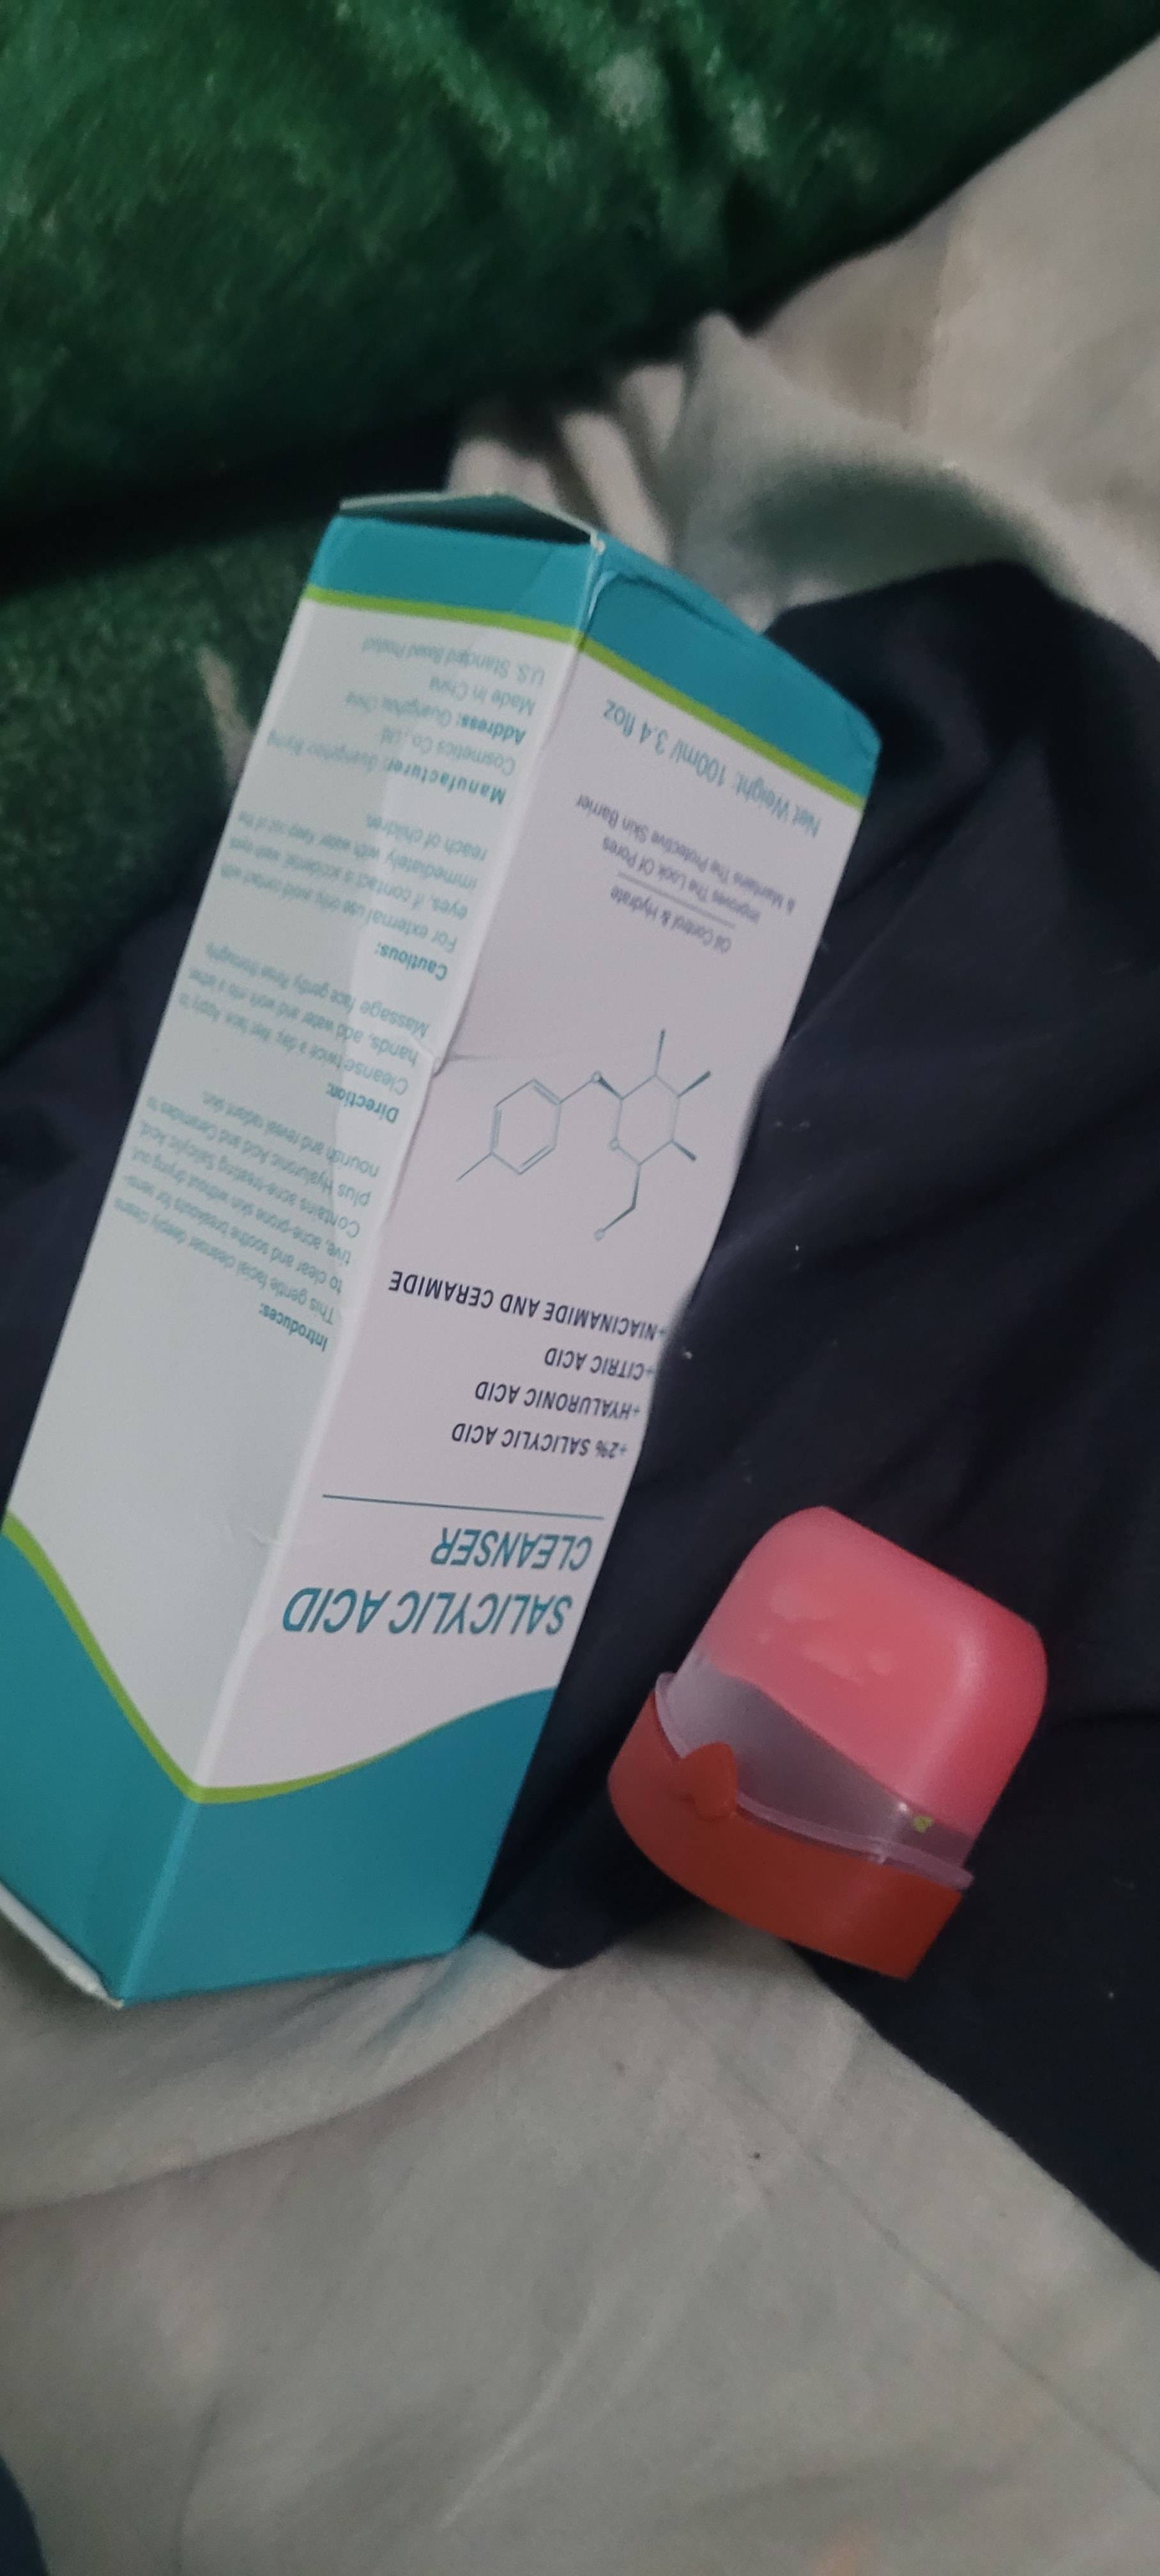 SALICYLIC ACID
CLEANSER
+2% SALICYLIC ACID
+HYALURONIC ACID
+CITRIC ACID
+NIACINAMIDE AND CERAMIDE
Oil Control & Hydrate
Improves The Look Of Pores
& Maintains The Protective Skin Barrier
Net Weight: 100ml/ 3.4 floz
Introduces:
This gentle facial cleanser deeply cleans
to clear and soothe breakouts for sensi-
tive, acne-prone skin without drying out.
Contains acne-treating Salicylic Acid,
plus Hyaluronic Acid and Ceramides to
nourish and reveal radiant skin.
Direction:
Cleanse twice a day. Wet face. Apply to
hands, add water and work into a lather.
Massage face gently. Rinse thoroughly.
Cautious:
For external use only, avoid contact with
eyes, if contact's accidental, wash eyes
immediately with water. Keep out of the
reach of children.
Manufacturer: Guangzhou
Cosmetics Co., Ltd.
Address: Guangzhou China
Made in China
U.S. Standard Based Product